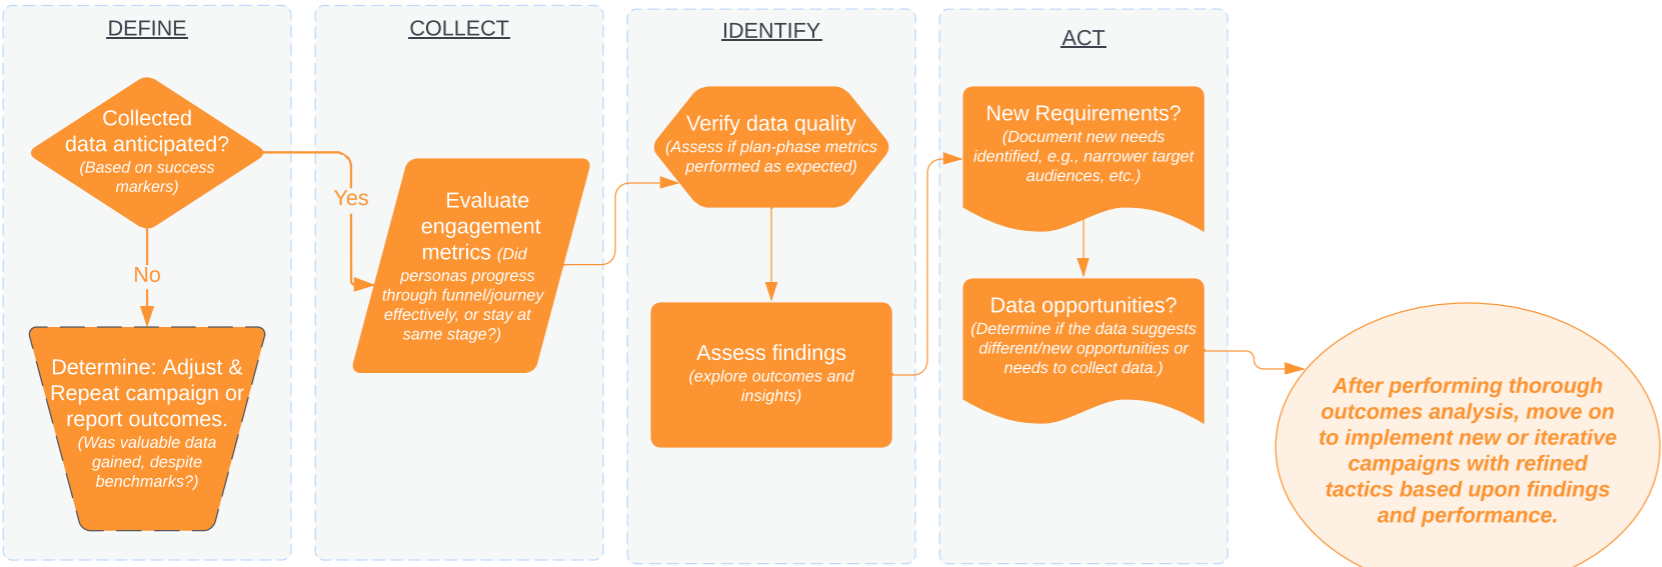 DEFINE
Collected
data anticipated?
(Based on success
markers)
Yes
No
Determine: Adjust &
Repeat campaign or
report outcomes.
(Was valuable data
gained, despite
benchmarks?)
COLLECT
Evaluate
engagement
metrics (Did
personas progress
through funnel/journey
effectively, or stay at
same stage?)
IDENTIFY
Verify data quality
(Assess if plan-phase metrics
performed as expected)
Assess findings
(explore outcomes and
insights)
ACT
New Requirements?
(Document new needs
identified, e.g., narrower target
audiences, etc.)
Data opportunities?
(Determine if the data suggests
different/new opportunities or
needs to collect data.)
After performing thorough
outcomes analysis, move on
to implement new or iterative
campaigns with refined
tactics based upon findings
and performance.